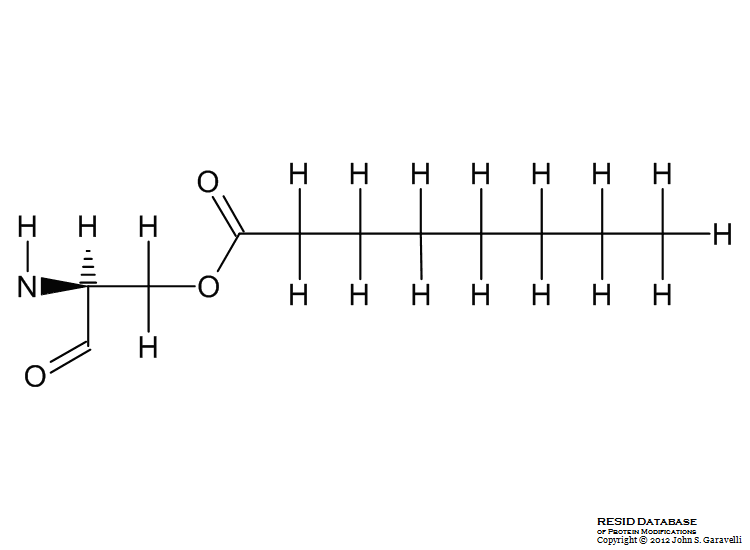 O H H H H H H H
H H H H
N O H H H H H H H
H
O
RESID DATABASE
OF PROTEIN MODIFICATIONS
Copyright © 2012 John S. Garavelli